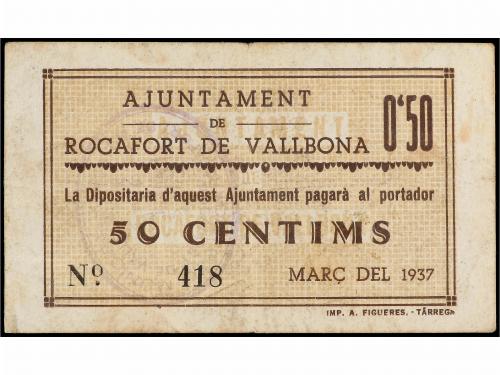 AJUNTAMENT
DE
ROCAFORT DE VALLBONA
0'50
La Dipositaria d'aquest Ajuntament pagarà al portador
50 CENTIMS
Nº 418
MARÇ DEL 1937
IMP. A. FIGUERES. - TÀRREGA